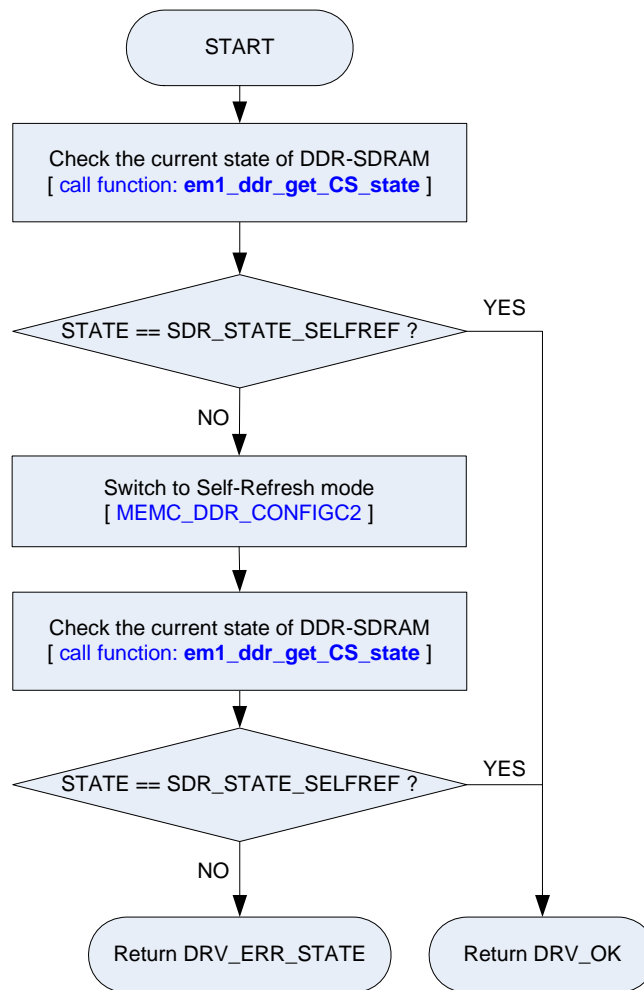 START
Check the current state of DDR-SDRAM
[ call function: em1_ddr_get_CS_state ]
STATE == SDR_STATE_SELFREF ?
YES
NO
Switch to Self-Refresh mode
[ MEMC_DDR_CONFIGC2 ]
Check the current state of DDR-SDRAM
[ call function: em1_ddr_get_CS_state ]
STATE == SDR_STATE_SELFREF ?
YES
NO
Return DRV_ERR_STATE
Return DRV_OK